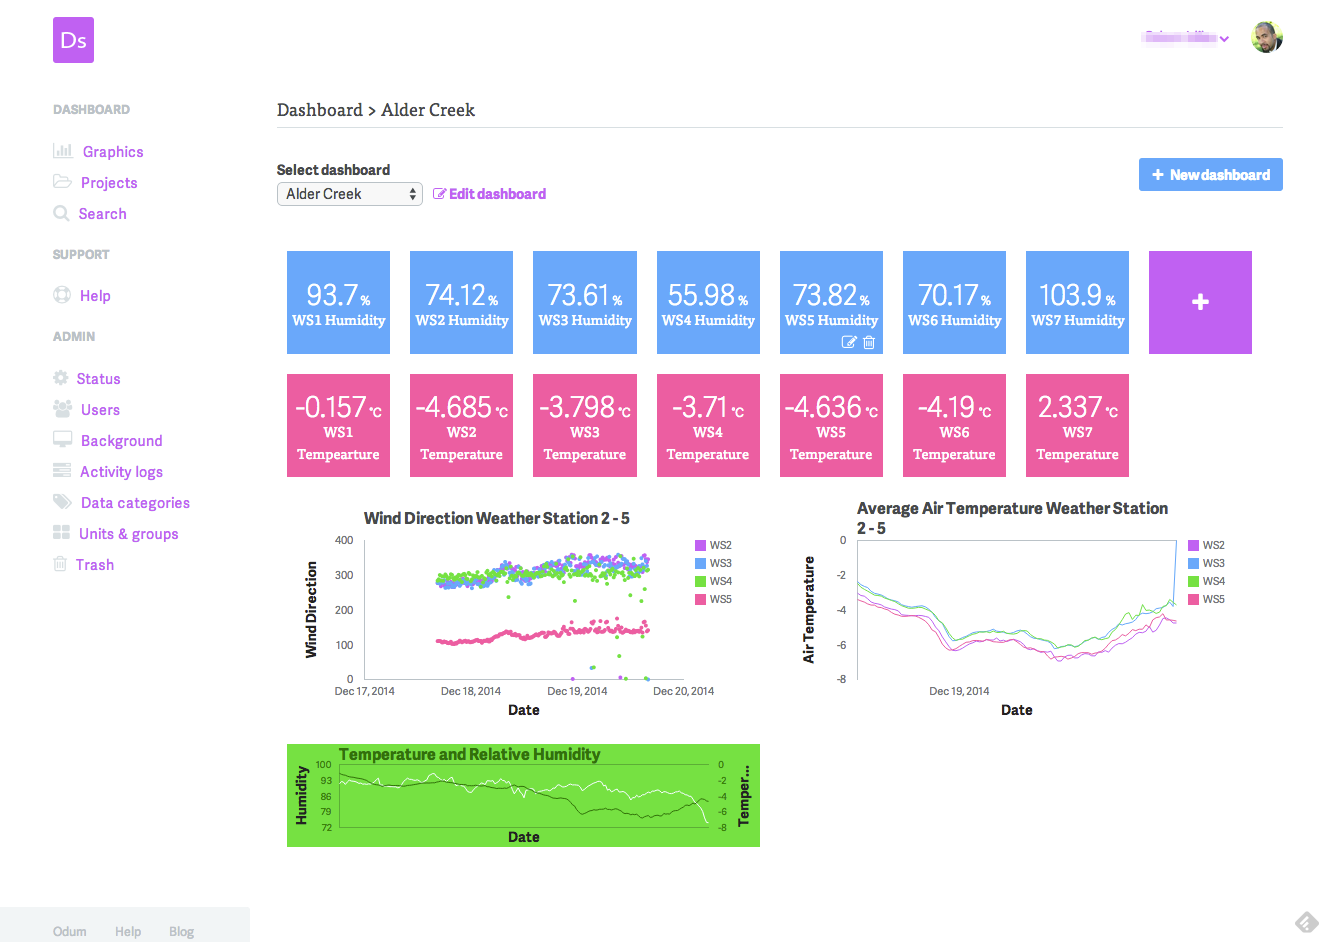 Ds
DASHBOARD
Graphics
Projects
Search
SUPPORT
Help
ADMIN
Status
Users
Background
Activity logs
Data categories
Units & groups
Trash
Dashboard > Alder Creek
Select dashboard
Alder Creek
Edit dashboard
+ New dashboard
93.7 %
WS1 Humidity
74.12 %
WS2 Humidity
73.61 %
WS3 Humidity
55.98 %
WS4 Humidity
73.82 %
WS5 Humidity
70.17 %
WS6 Humidity
103.9 %
WS7 Humidity
+
-0.157 °C
WS1
Tempearture
-4.685 °C
WS2
Temperature
-3.798 °C
WS3
Temperature
-3.71 °C
WS4
Temperature
-4.636 °C
WS5
Temperature
-4.19 °C
WS6
Temperature
2.337 °C
WS7
Temperature
Wind Direction Weather Station 2 - 5
Wind Direction
400
300
200
100
0
Dec 17, 2014 Dec 18, 2014 Dec 19, 2014 Dec 20, 2014
Date
WS2
WS3
WS4
WS5
Average Air Temperature Weather Station
2 - 5
Air Temperature
0
-2
-4
-6
-8
Dec 19, 2014
Date
WS2
WS3
WS4
WS5
Temperature and Relative Humidity
Humidity
100
93
86
79
72
0
-2
-4
-6
-8
Temper...
Date
Odum Help Blog